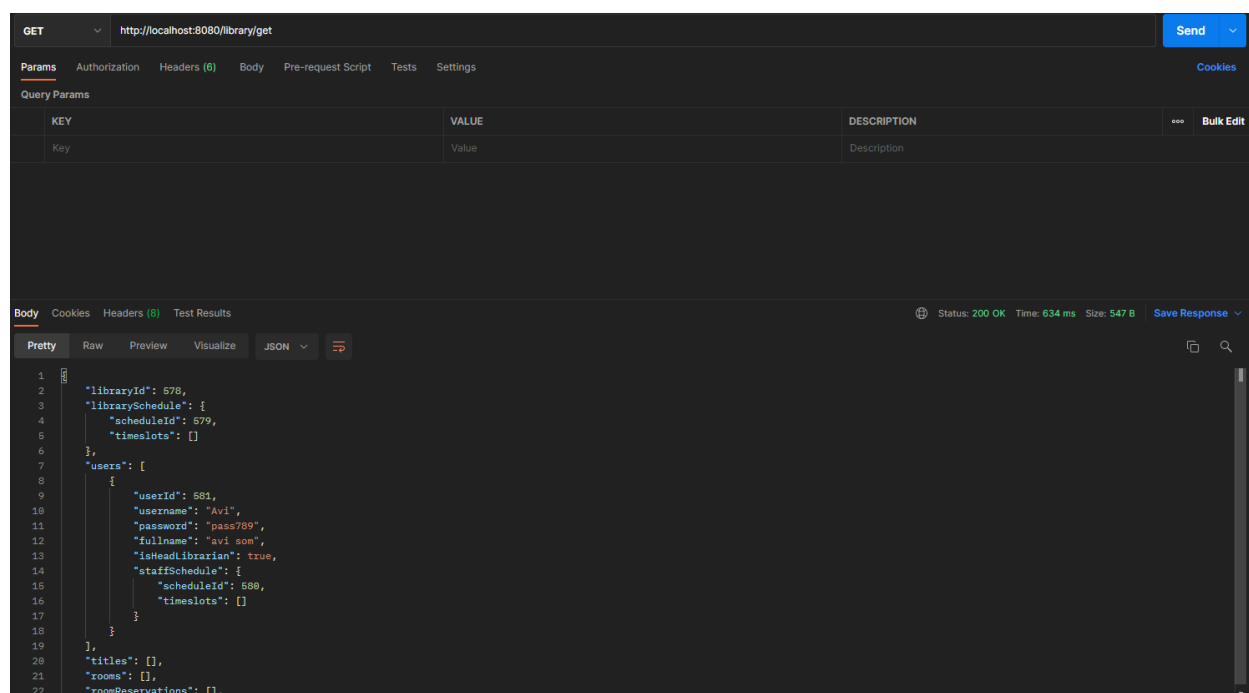 GET http://localhost:8080/library/get Send
Params Authorization Headers (6) Body Pre-request Script Tests Settings Cookies
Query Params
KEY VALUE DESCRIPTION ooo Bulk Edit
Key Value Description
Body Cookies Headers (8) Test Results Status: 200 OK Time: 634 ms Size: 547 B Save Response
Pretty Raw Preview Visualize JSON
1 {
2 "libraryId": 578,
3 "librarySchedule": {
4 "scheduleId": 579,
5 "timeslots": []
6 },
7 "users": [
8 {
9 "userId": 581,
10 "username": "Avi",
11 "password": "pass789",
12 "fullname": "avi som",
13 "isHeadLibrarian": true,
14 "staffSchedule": {
15 "scheduleId": 580,
16 "timeslots": []
17 }
18 }
19 ],
20 "titles": [],
21 "rooms": [],
22 "roomReservations": [],